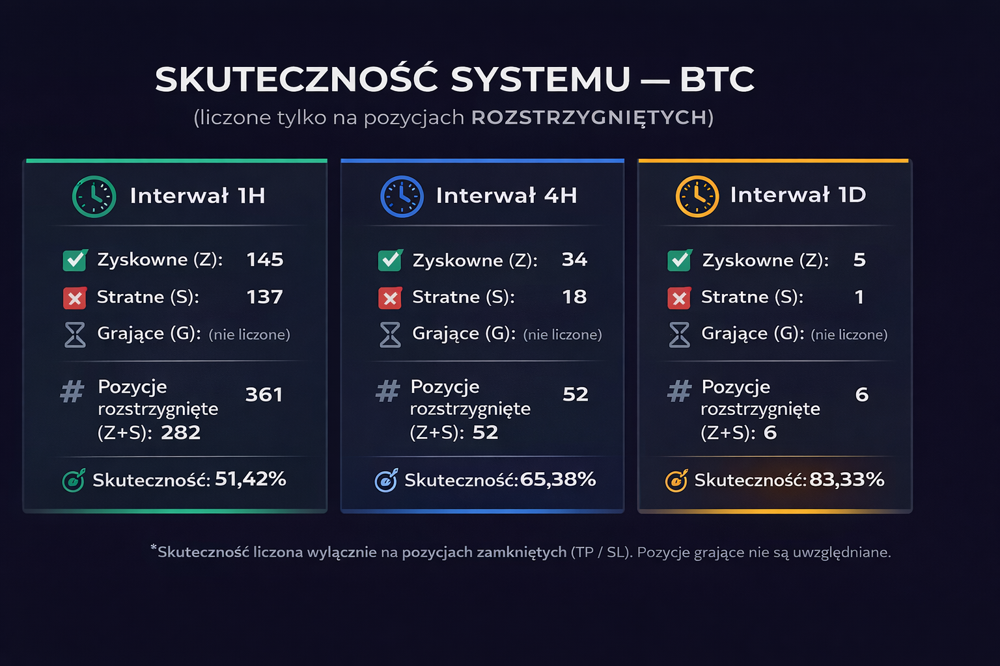 SKUTECZNOŚĆ SYSTEMU — BTC
(liczone tylko na pozycjach ROZSTRZYGNIĘTYCH)
Interwał 1H
Zyskowne (Z): 145
Stratne (S): 137
Grające (G): (nie liczone)
# Pozycje 361
rozstrzygnięte
(Z+S): 282
Skuteczność: 51,42%
Interwał 4H
Zyskowne (Z): 34
Stratne (S): 18
Grające (G): (nie liczone)
# Pozycje 52
rozstrzygnięte
(Z+S): 52
Skuteczność: 65,38%
Interwał 1D
Zyskowne (Z): 5
Stratne (S): 1
Grające (G): (nie liczone)
# Pozycje 6
rozstrzygnięte
(Z+S): 6
Skuteczność: 83,33%
*Skuteczność liczona wyłącznie na pozycjach zamkniętych (TP / SL). Pozycje grające nie są uwzględniane.